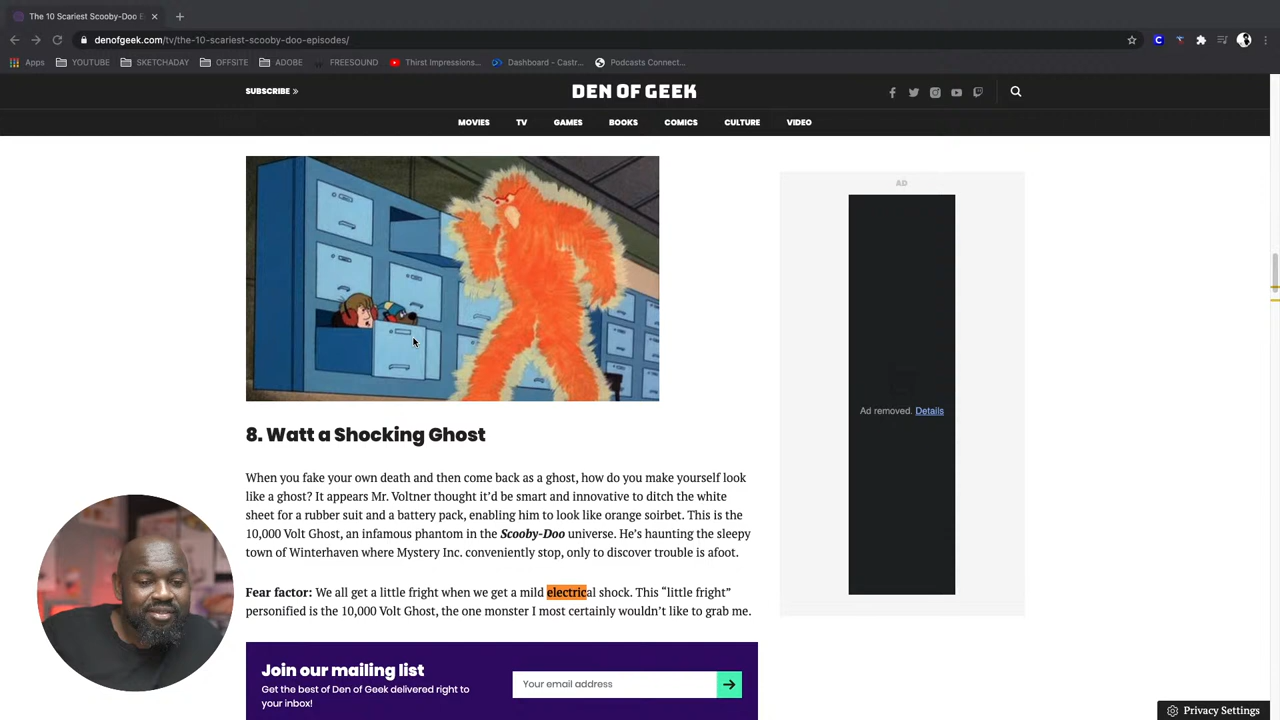 The 10 Scariest Scooby-Doo E
denofgeek.com/tv/the-10-scariest-scooby-doo-episodes/
Apps YOUTUBE SKETCHADAY OFFSITE ADOBE FREESOUND Thirst Impressions... Dashboard – Castr... Podcasts Connect...
SUBSCRIBE
DEN OF GEEK
MOVIES TV GAMES BOOKS COMICS CULTURE VIDEO
AD
Ad removed. Details
8. Watt a Shocking Ghost
When you fake your own death and then come back as a ghost, how do you make yourself look
like a ghost? It appears Mr. Voltner thought it’d be smart and innovative to ditch the white
sheet for a rubber suit and a battery pack, enabling him to look like orange soirbet. This is the
10,000 Volt Ghost, an infamous phantom in the Scooby-Doo universe. He’s haunting the sleepy
town of Winterhaven where Mystery Inc. conveniently stop, only to discover trouble is afoot.
Fear factor: We all get a little fright when we get a mild electrical shock. This “little fright”
personified is the 10,000 Volt Ghost, the one monster I most certainly wouldn’t like to grab me.
Join our mailing list
Get the best of Den of Geek delivered right to
your inbox!
Your email address
Privacy Settings